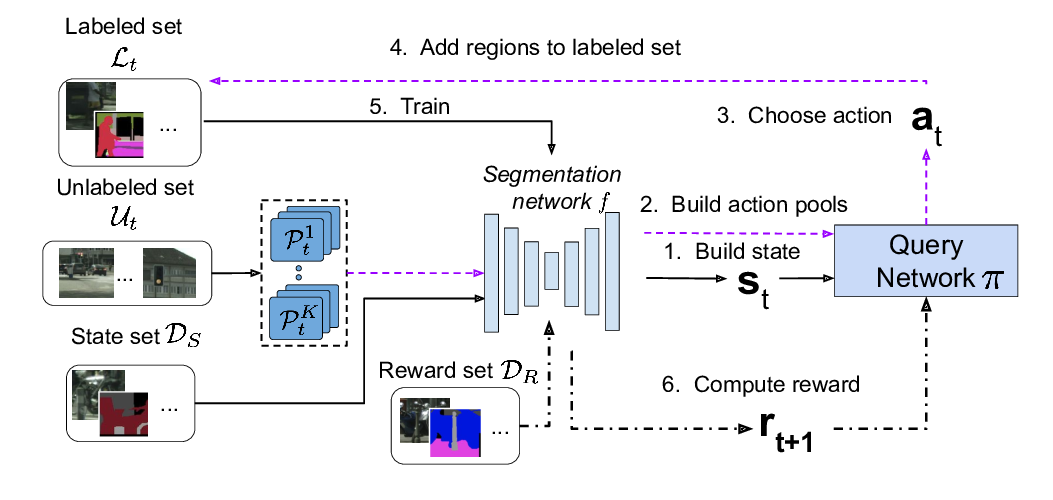 Labeled set
$\mathcal{L}_t$
4. Add regions to labeled set
5. Train
...
3. Choose action $\mathbf{a}_t$
Unlabeled set
$\mathcal{U}_t$
...
$\mathcal{P}_t^1$
$\mathcal{P}_t^K$
Segmentation
network $f$
2. Build action pools
1. Build state
$\mathbf{s}_t$
Query
Network $\pi$
State set $\mathcal{D}_S$
...
Reward set $\mathcal{D}_R$
...
6. Compute reward
$\mathbf{r}_{t+1}$